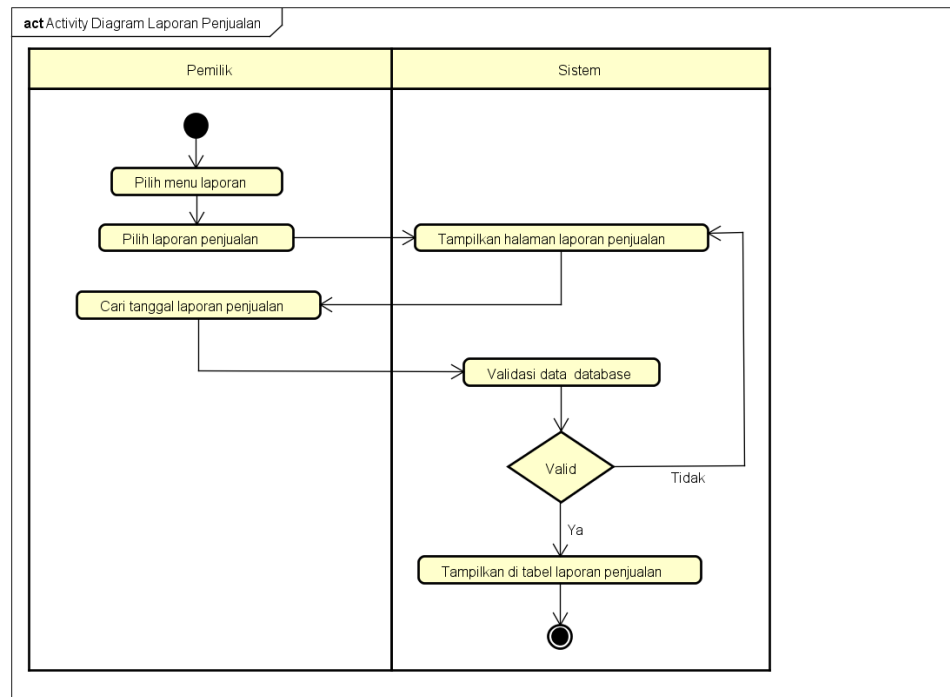 act Activity Diagram Laporan Penjualan
Pemilik
Sistem
Pilih menu laporan
Pilih laporan penjualan
Tampilkan halaman laporan penjualan
Cari tanggal laporan penjualan
Validasi data database
Valid
Tidak
Ya
Tampilkan di tabel laporan penjualan